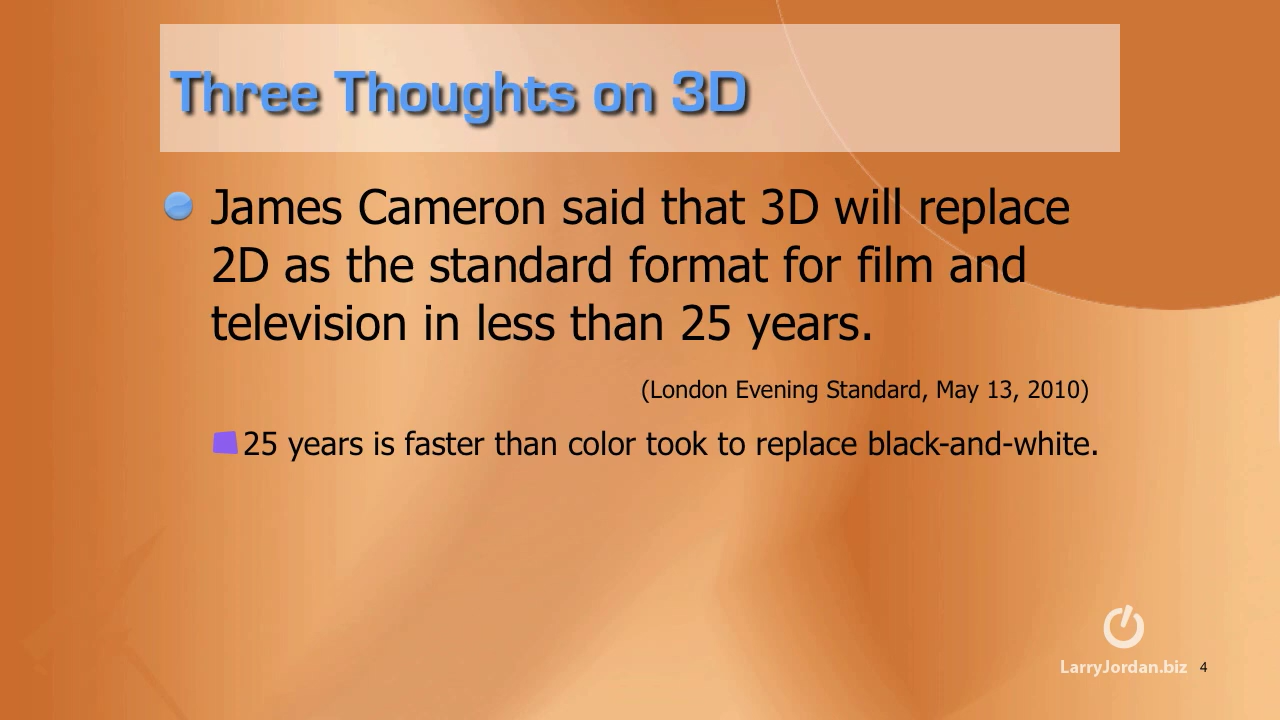 Three Thoughts on 3D
James Cameron said that 3D will replace
2D as the standard format for film and
television in less than 25 years.
(London Evening Standard, May 13, 2010)
25 years is faster than color took to replace black-and-white.
LarryJordan.biz 4